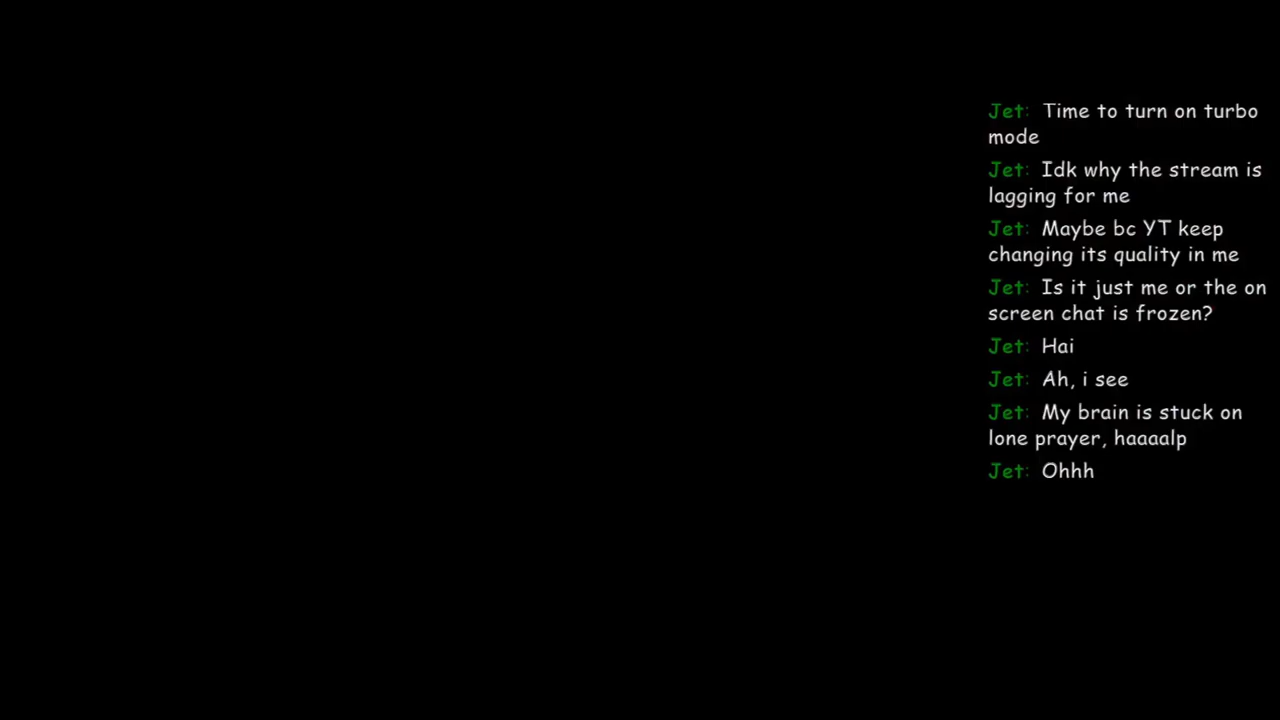 Jet: Time to turn on turbo
mode
Jet: Idk why the stream is
lagging for me
Jet: Maybe bc YT keep
changing its quality in me
Jet: Is it just me or the on
screen chat is frozen?
Jet: Hai
Jet: Ah, i see
Jet: My brain is stuck on
lone prayer, haaaalp
Jet: Ohhh